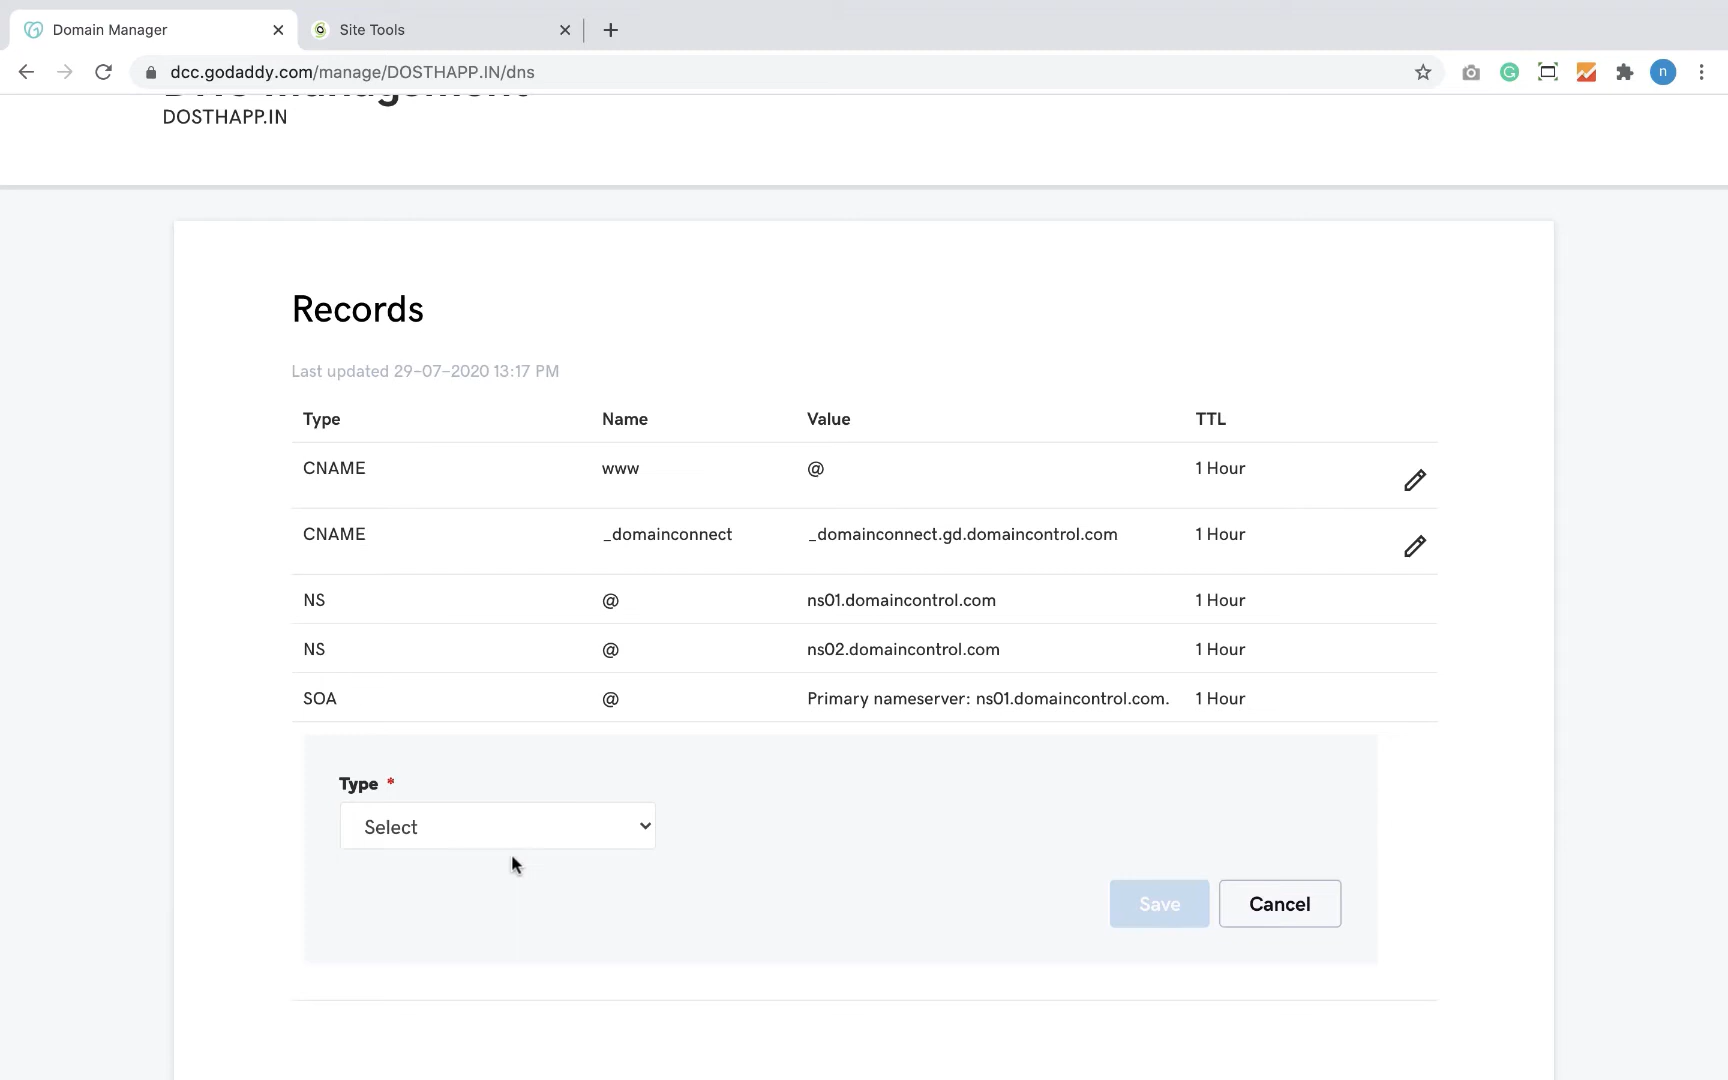 Domain Manager
Site Tools
dcc.godaddy.com/manage/DOSTHAPP.IN/dns
n
DNS Management
DOSTHAPP.IN
Records
Last updated 29-07-2020 13:17 PM
Type Name Value TTL
CNAME www @ 1 Hour
CNAME _domainconnect _domainconnect.gd.domaincontrol.com 1 Hour
NS @ ns01.domaincontrol.com 1 Hour
NS @ ns02.domaincontrol.com 1 Hour
SOA @ Primary nameserver: ns01.domaincontrol.com. 1 Hour
Type *
Select
Save Cancel